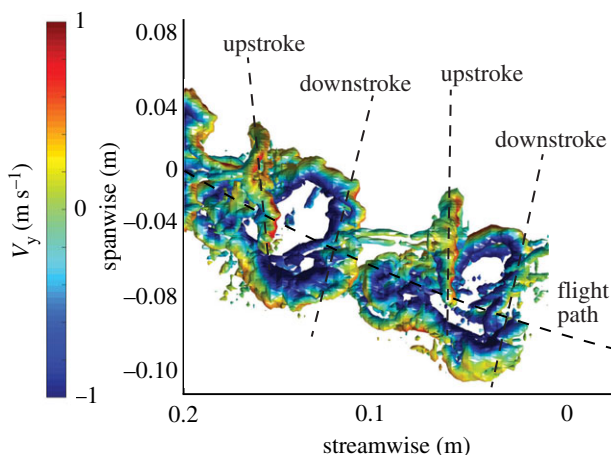 1
0
−1
V_y (m s⁻¹)
0.08
0.04
0
−0.04
−0.08
−0.10
spanwise (m)
upstroke
downstroke
upstroke
downstroke
flight
path
0.2
0.1
0
streamwise (m)